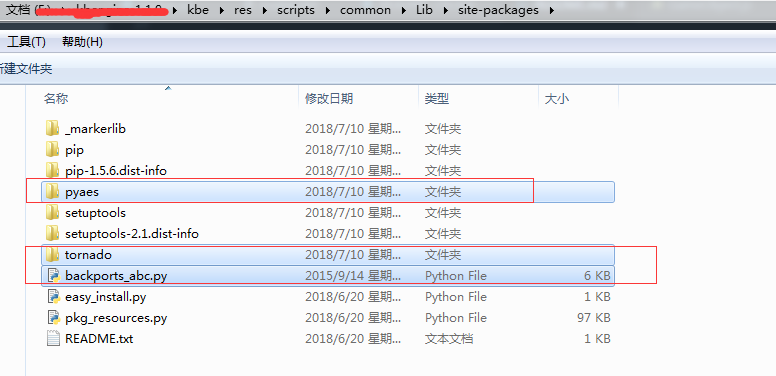 文档 (E:) kbe res scripts common Lib site-packages
工具(T) 帮助(H)
新建文件夹
名称 修改日期 类型 大小
_markerlib 2018/7/10 星期... 文件夹
pip 2018/7/10 星期... 文件夹
pip-1.5.6.dist-info 2018/7/10 星期... 文件夹
pyaes 2018/7/10 星期... 文件夹
setuptools 2018/7/10 星期... 文件夹
setuptools-2.1.dist-info 2018/7/10 星期... 文件夹
tornado 2018/7/10 星期... 文件夹
backports_abc.py 2015/9/14 星期... Python File 6 KB
easy_install.py 2018/6/20 星期... Python File 1 KB
pkg_resources.py 2018/6/20 星期... Python File 97 KB
README.txt 2018/6/20 星期... 文本文档 1 KB